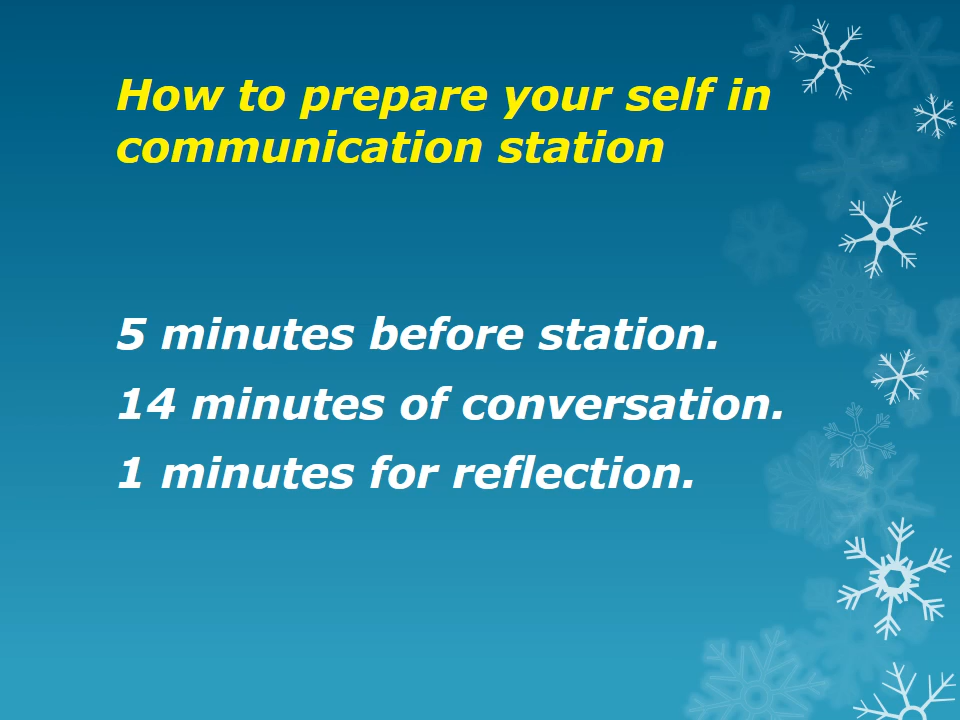 How to prepare your self in
communication station
5 minutes before station.
14 minutes of conversation.
1 minutes for reflection.